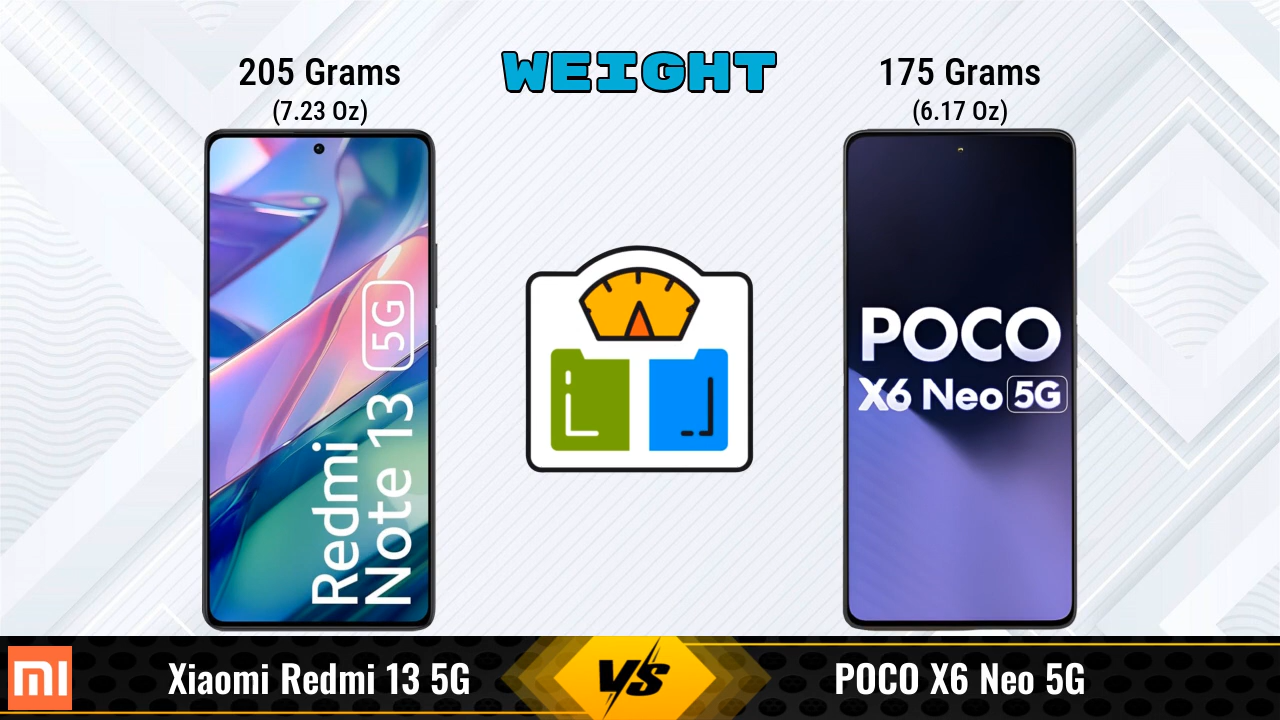 WEIGHT
205 Grams
(7.23 Oz)
175 Grams
(6.17 Oz)
Redmi
Note 13 5G
POCO
X6 Neo 5G
mi
Xiaomi Redmi 13 5G
VS
POCO X6 Neo 5G